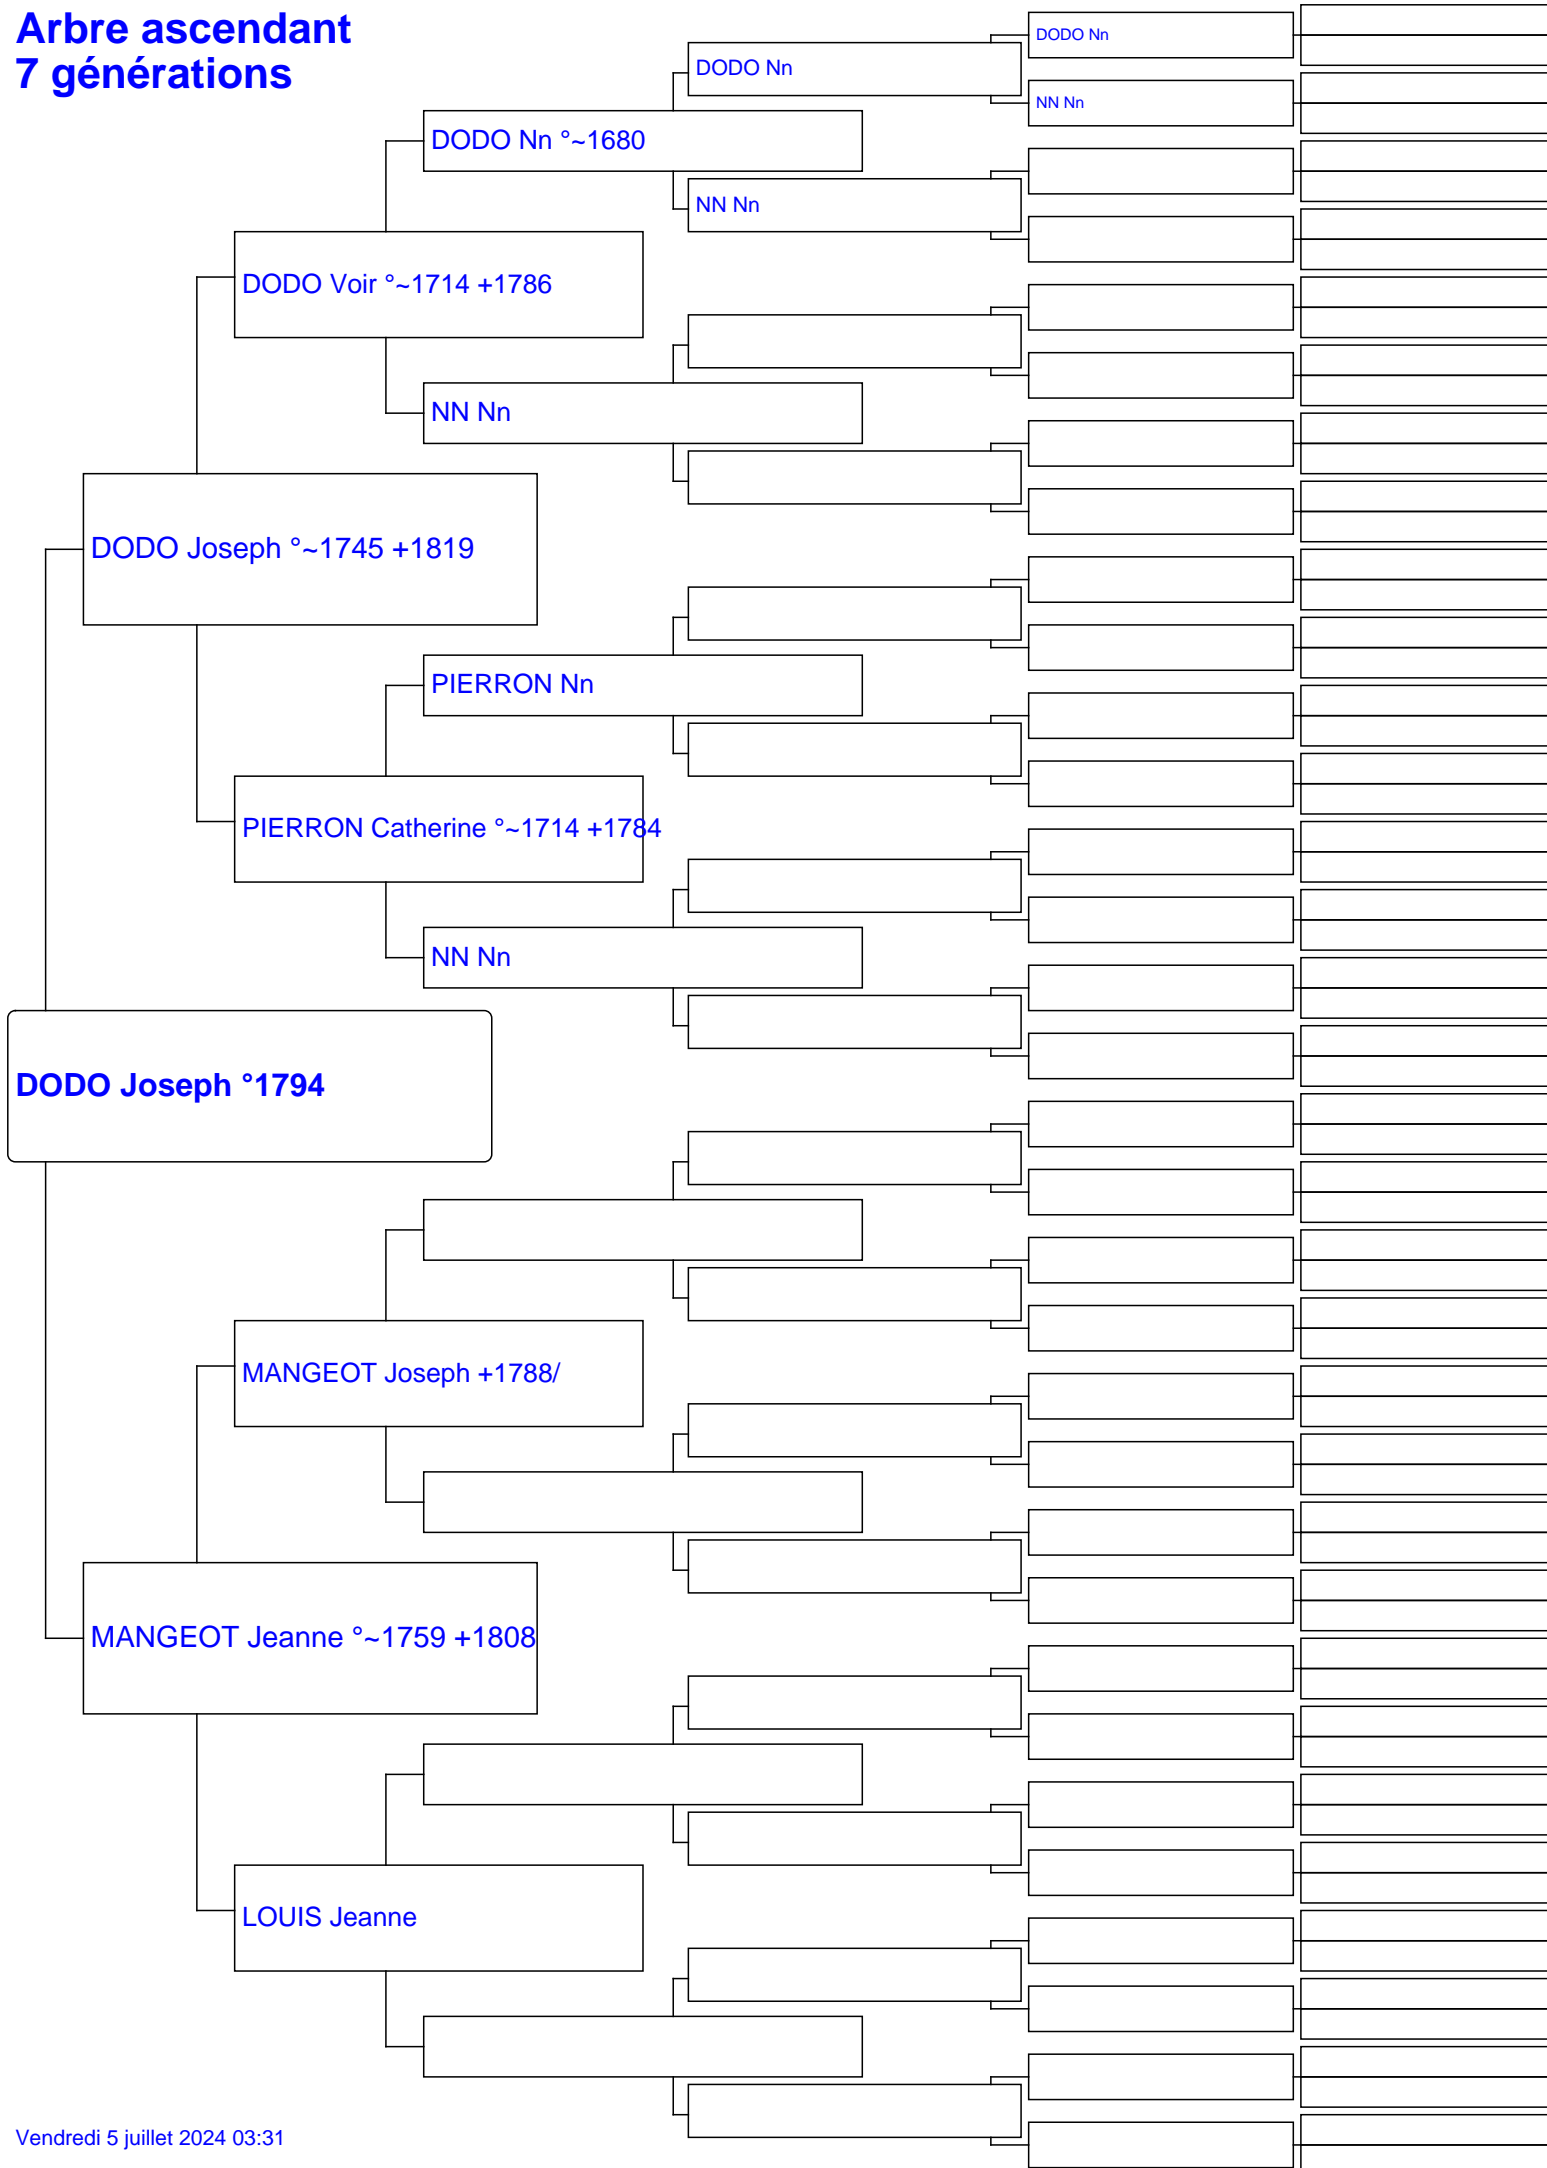 Arbre ascendant
7 générations
DODO Nn
DODO Nn
NN Nn
DODO Nn °~1680
NN Nn
DODO Voir °~1714 +1786
NN Nn
DODO Joseph °~1745 +1819
PIERRON Nn
PIERRON Catherine °~1714 +1784
NN Nn
DODO Joseph °1794
MANGEOT Joseph +1788/
MANGEOT Jeanne °~1759 +1808
LOUIS Jeanne
Vendredi 5 juillet 2024 03:31